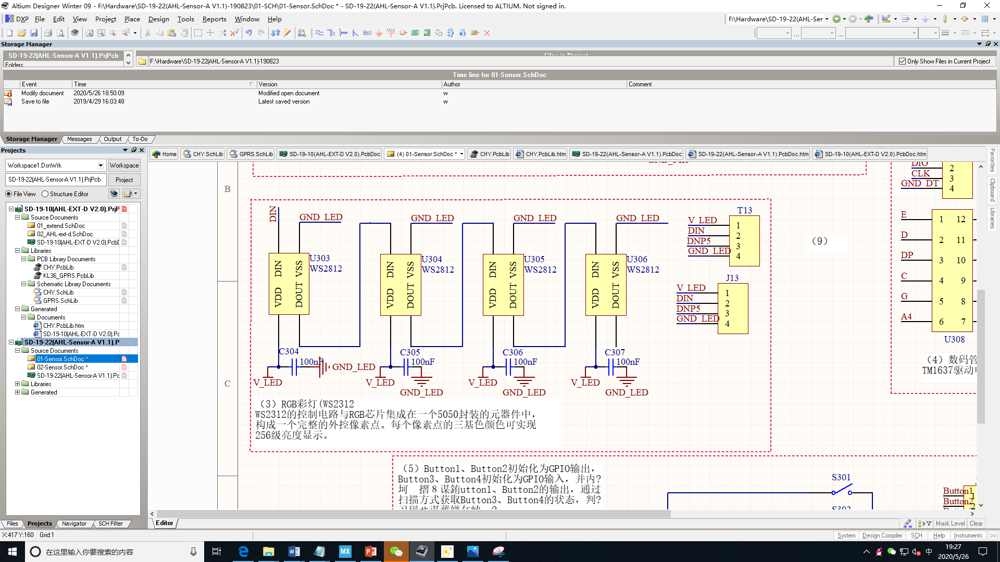 Altium Designer Winter 09 - F:\Hardware\SD-19-22(AHL-Sensor-A V1.1)-190823\01-SCH\01-Sensor.SchDoc * - SD-19-22(AHL-Sensor-A V1.1).PrjPcb. Licensed to ALTIUM. Not signed in.
DXP File Edit View Project Place Design Tools Reports Window Help
F:\Hardware\SD-19-22(AHL-Ser
Storage Manager
SD-19-22(AHL-Sensor-A V1.1).PrjPcb
Files in Project
Folders
F:\Hardware\SD-19-22(AHL-Sensor-A V1.1)-190823
Only Show Files in Current Project
Time line for 01-Sensor.SchDoc
Event Time Version Author Comment
Modify document 2020/5/26 18:50:09 Modified open document w
Save to file 2019/4/29 16:03:48 Latest saved version w
Storage Manager Messages Output To-Do
Projects
Home CHY.SchLib GPRS.SchLib SD-19-10(AHL-EXT-D V2.0).PcbDoc (4) 01-Sensor.SchDoc * CHY.PcbLib CHY.PcbLib.htm SD-19-22(AHL-Sensor-A V1.1).PcbDoc SD-19-22(AHL-Sensor-A V1.1).PcbDoc.htm SD-19-10(AHL-EXT-D V2.0).PcbDoc.htm
Favorites
Clipboard
Libraries
Workspace1.DsnWrk Workspace
SD-19-22(AHL-Sensor-A V1.1).PrjPcb Project
File View Structure Editor
SD-19-10(AHL-EXT-D V2.0).PrjP
Source Documents
01_extend.SchDoc
02_AHL-ext-d.SchDoc
SD-19-10(AHL-EXT-D V2.0).PcbD
Libraries
PCB Library Documents
CHY.PcbLib
KL36_GPRS.PcbLib
Schematic Library Documents
CHY.SchLib
GPRS.SchLib
Generated
Documents
CHY.PcbLib.htm
SD-19-10(AHL-EXT-D V2.0).Pc
SD-19-22(AHL-Sensor-A V1.1).P
Source Documents
01-Sensor.SchDoc *
02-Sensor.SchDoc *
SD-19-22(AHL-Sensor-A V1.1).Pc
Libraries
Generated
Files Projects Navigator SCH Filter
B
C
DIN GND_LED GND_LED GND_LED GND_LED
U303
WS2812
U304
WS2812
U305
WS2812
U306
WS2812
DIN VSS
VDD DOUT
DIN VSS
VDD DOUT
DIN VSS
VDD DOUT
DIN VSS
VDD DOUT
C304 100nF GND_LED
V_LED
C305 100nF
V_LED GND_LED
C306 100nF
V_LED GND_LED
C307 100nF
V_LED GND_LED
T13
V_LED 1
DIN 2
DNP5 3
GND_LED 4
J13
V_LED 1
DIN 2
DNP5 3
GND_LED 4
(3) RGB彩灯(WS2312
WS2312的控制电路与RGB芯片集成在一个5050封装的元器件中,
构成一个完整的外控像素点。每个像素点的三基色颜色可实现
256级亮度显示。
(9)
DIO 2
CLK 3
GND_DT 4
E 1 12
D 2 11
DP 3 10
C 4 9
G 5 8
A4 6 7
U308
(4) 数码管
TM1637驱动
(5) Button1、Button2初始化为GPIO输出,
Button3、Button4初始化为GPIO输入, 并内?
坷 摺8谋銪utton1、Button2的输出, 通过
扫描方式获取Button3、Button4的状态, 判?
S301
S302
Button1 1
Button2 2
Editor
Mask Level Clear
X:417 Y:160 Grid:1
System Design Compiler SCH Help Instruments >>
在这里输入你要搜索的内容
MX
中
19:27
2020/5/26